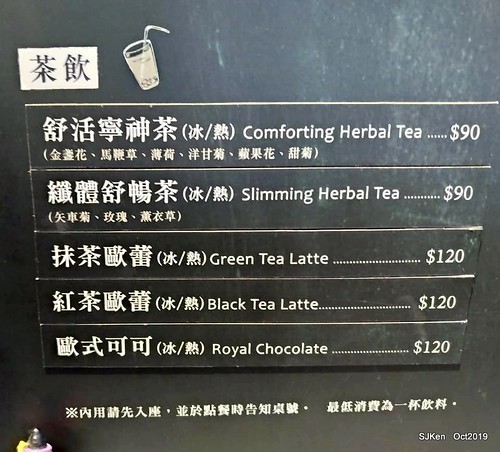 茶飲
舒活寧神茶(冰/熱) Comforting Herbal Tea ......$90
(金盞花、馬鞭草、薄荷、洋甘菊、蘋果花、甜菊)
纖體舒暢茶(冰/熱) Slimming Herbal Tea ...........$90
(矢車菊、玫瑰、薰衣草)
抹茶歐蕾(冰/熱)Green Tea Latte ........................... $120
紅茶歐蕾(冰/熱)Black Tea Latte............................ $120
歐式可可(冰/熱) Royal Chocolate ........................ $120
※內用請先入座，並於點餐時告知桌號。 最低消費為一杯飲料。
SJKen Oct2019